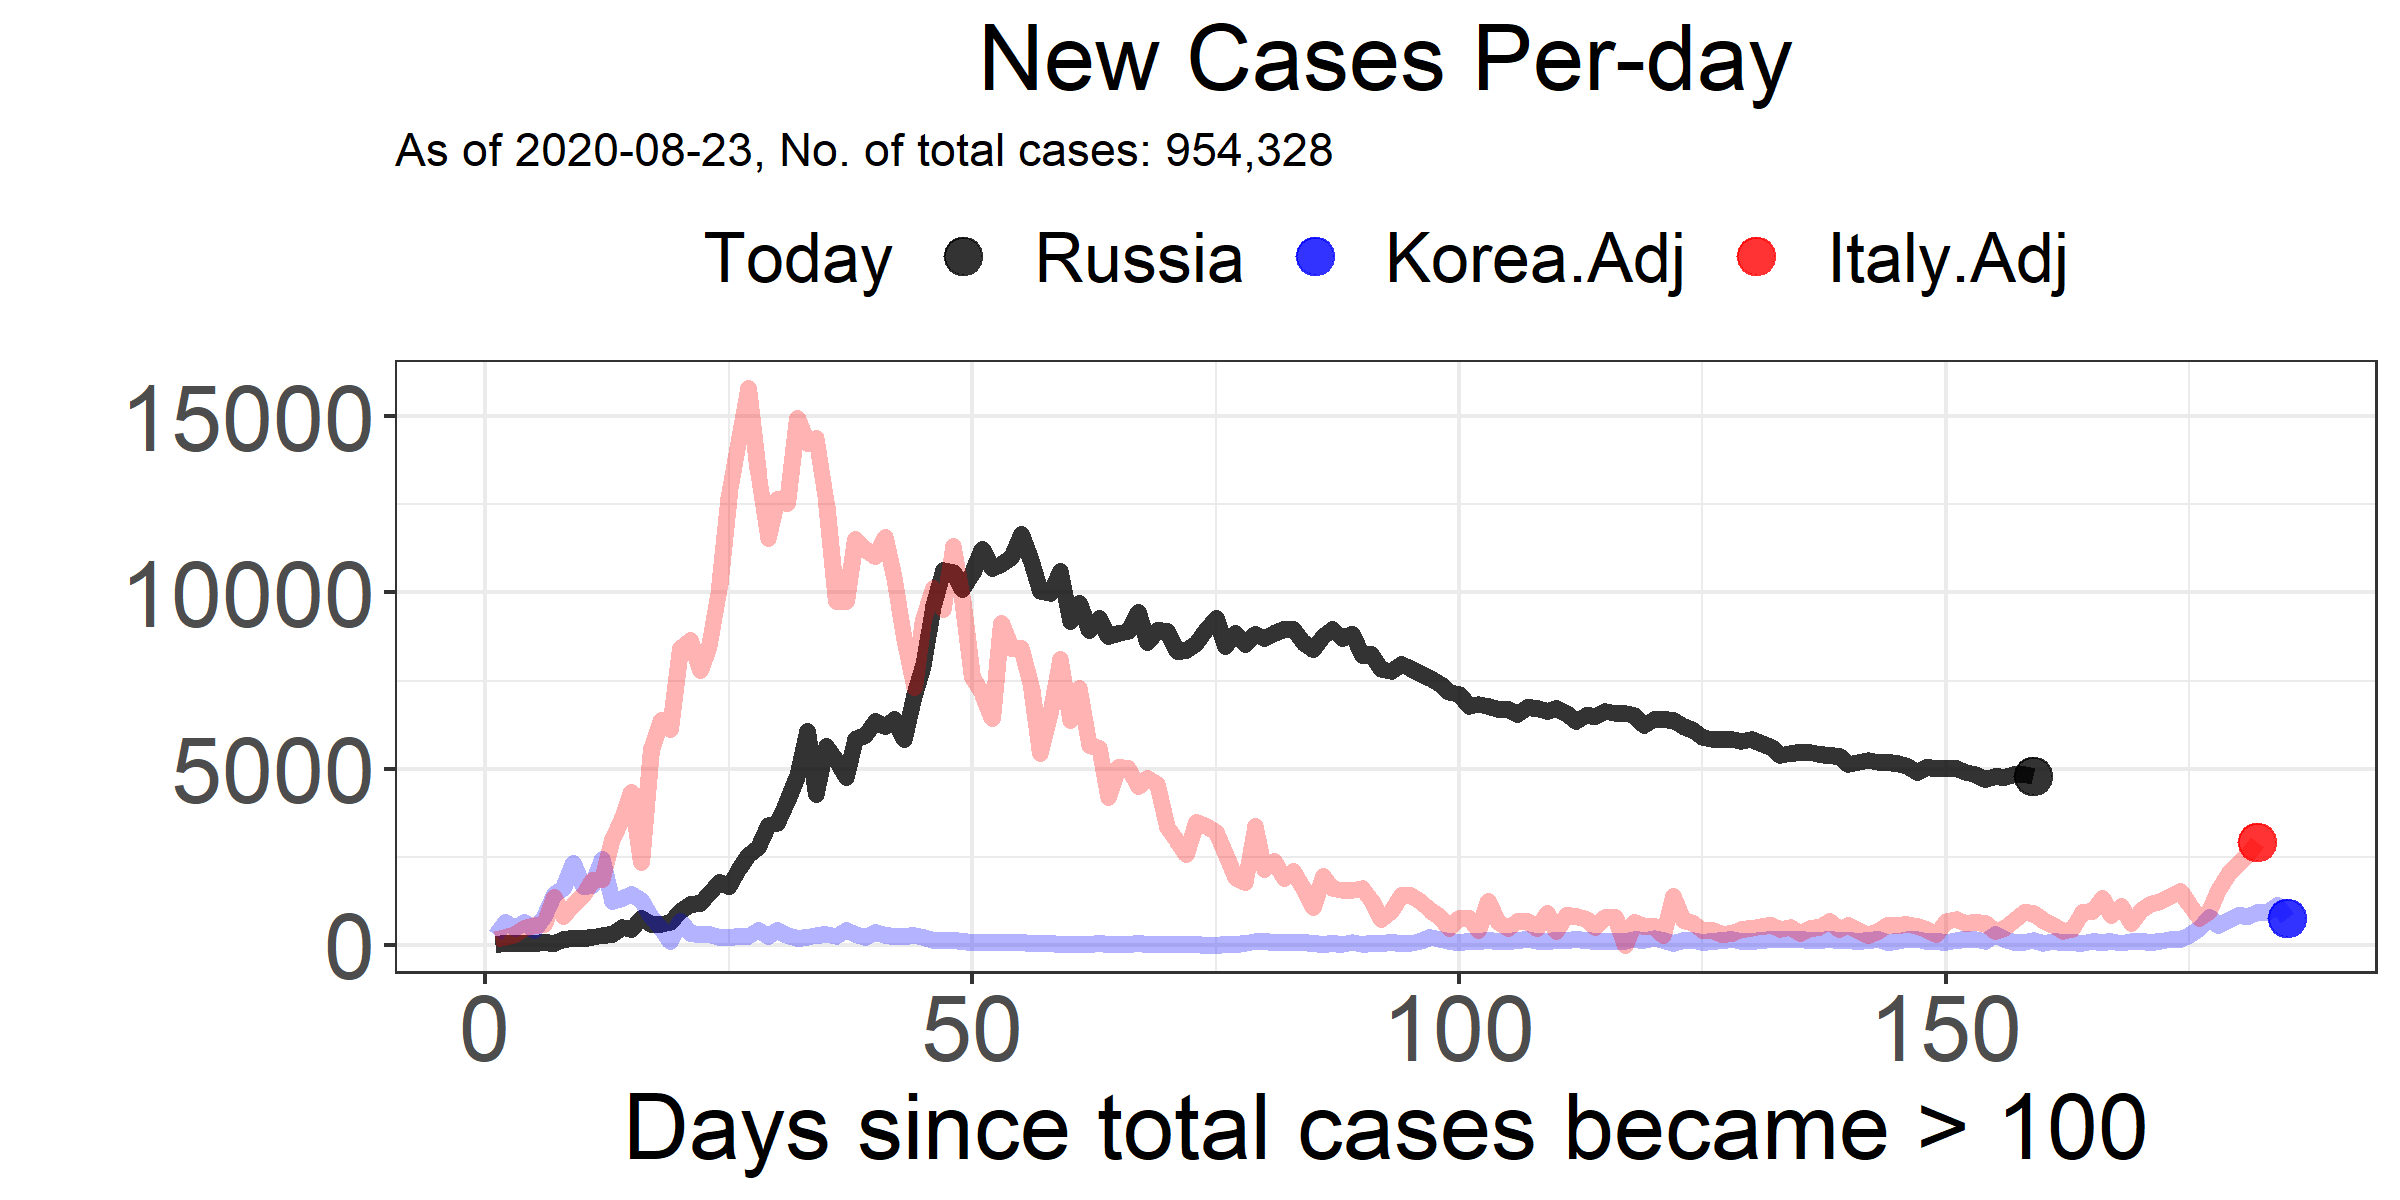 New Cases Per-day
As of 2020-08-23, No. of total cases: 954,328
Today Russia Korea.Adj Italy.Adj
15000
10000
5000
0
0 50 100 150
Days since total cases became > 100